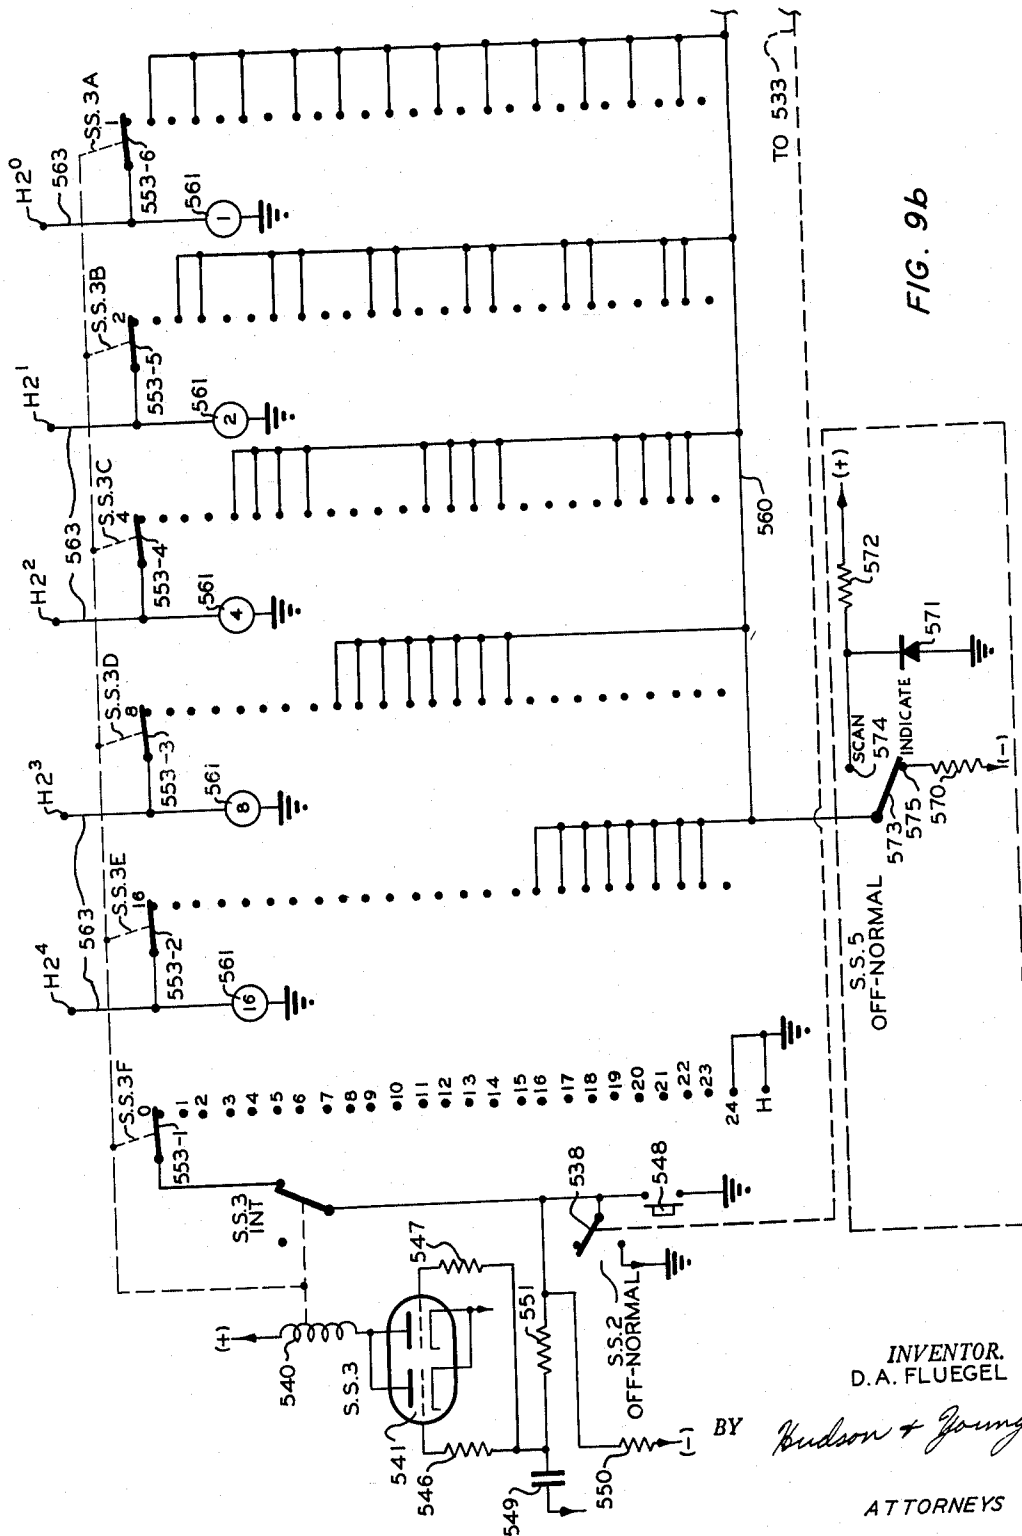 H2⁰
H2¹
H2²
H2³
H2⁴
563
563
563
563
S.S.3A
S.S.3B
S.S.3C
S.S.3D
S.S.3E
S.S.3F
1
2
4
8
16
0
553-6
553-5
553-4
553-3
553-2
553-1
561
561
561
561
561
1
2
4
8
16
1
2
3
4
5
6
7
8
9
10
11
12
13
14
15
16
17
18
19
20
21
22
23
24
H
TO 533
560
FIG. 9b
S.S.3
INT
(+)
540
S.S.3
541
546
547
549
551
550
(-)
S.S.2
OFF-NORMAL
538
548
S.S.5
OFF-NORMAL
573
575
570
(-)
SCAN
574
INDICATE
571
572
(+)
INVENTOR.
D.A. FLUEGEL
BY Hudson + Young
ATTORNEYS